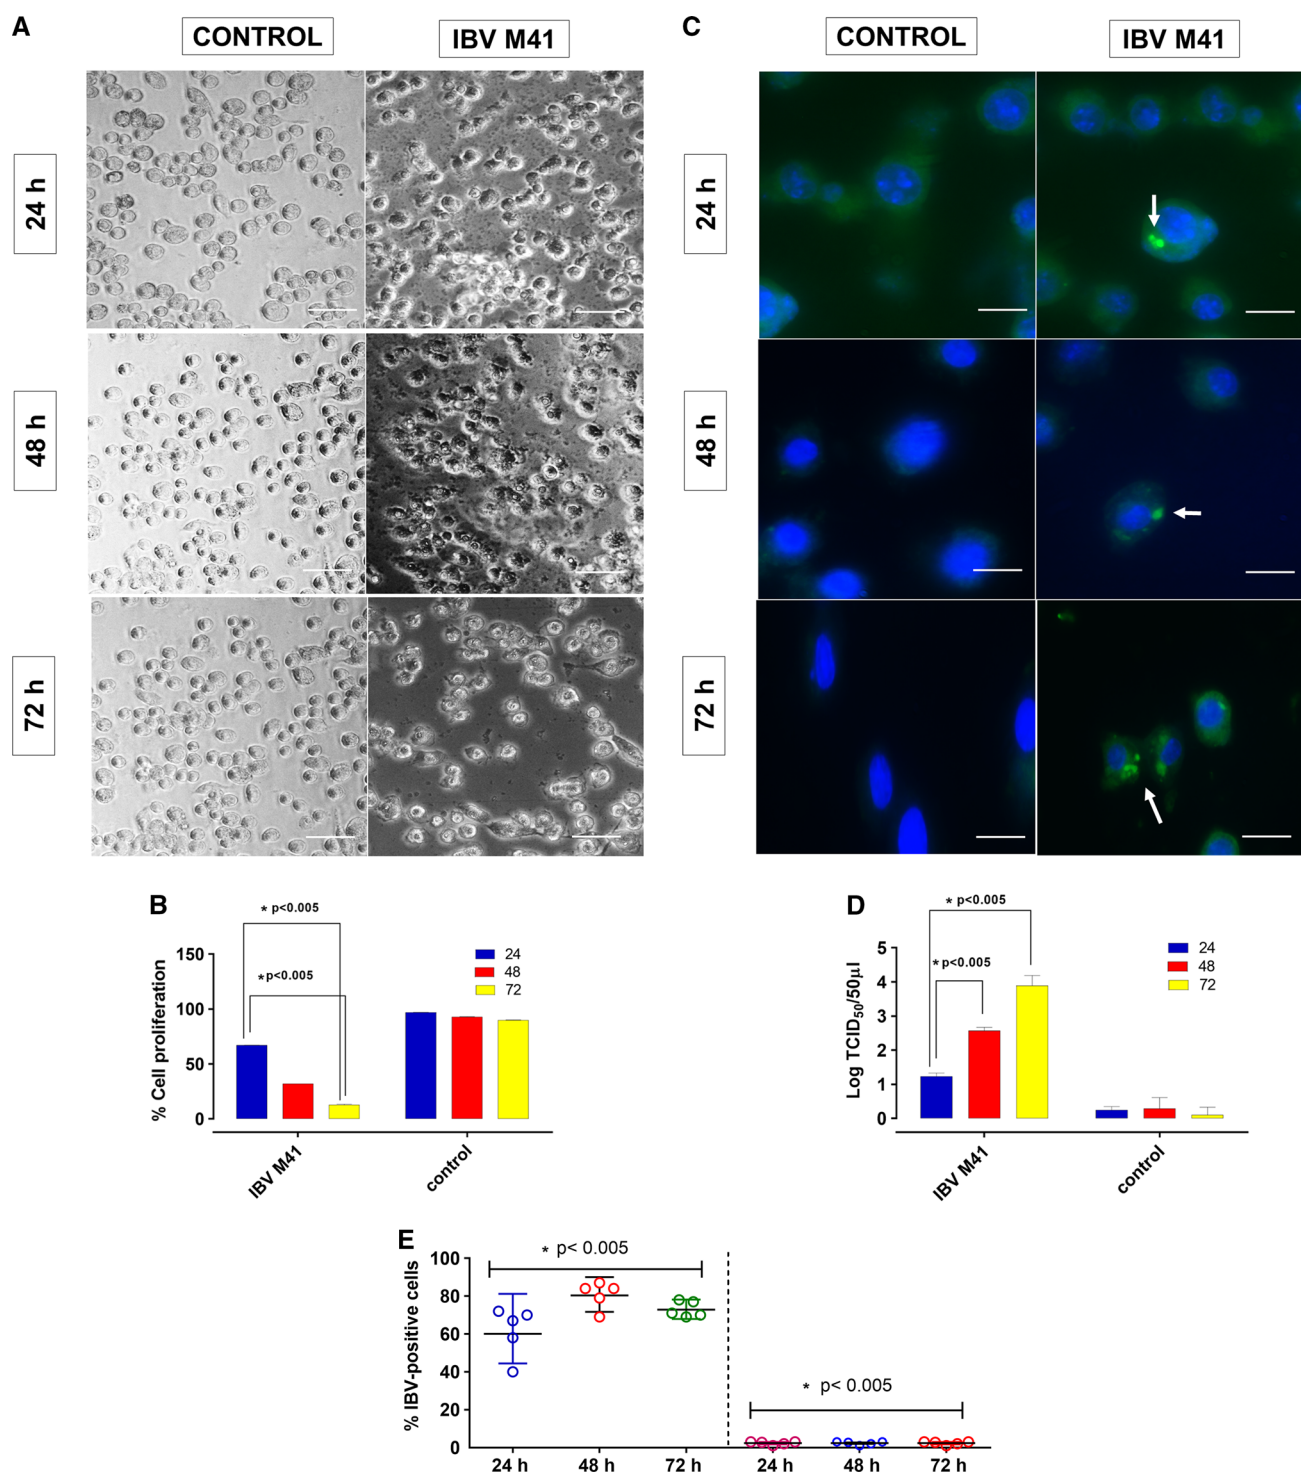 A
CONTROL
IBV M41
24 h
48 h
72 h
C
CONTROL
IBV M41
24 h
48 h
72 h
B
* p<0.005
* p<0.005
% Cell proliferation
150
100
50
0
24
48
72
IBV M41
control
D
* p<0.005
* p<0.005
Log TCID50/50µl
5
4
3
2
1
0
24
48
72
IBV M41
control
E
* p< 0.005
* p< 0.005
% IBV-positive cells
100
80
60
40
20
0
24 h
48 h
72 h
24 h
48 h
72 h